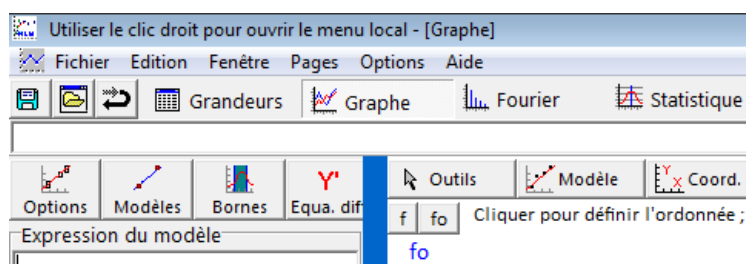 Utiliser le clic droit pour ouvrir le menu local - [Graphe]
Fichier Edition Fenêtre Pages Options Aide
Grandeurs Graphe Fourier Statistique
Options Modèles Bornes Y' Equa. dif Outils Modèle Y X Coord.
f fo Cliquer pour définir l'ordonnée ;
Expression du modèle
fo